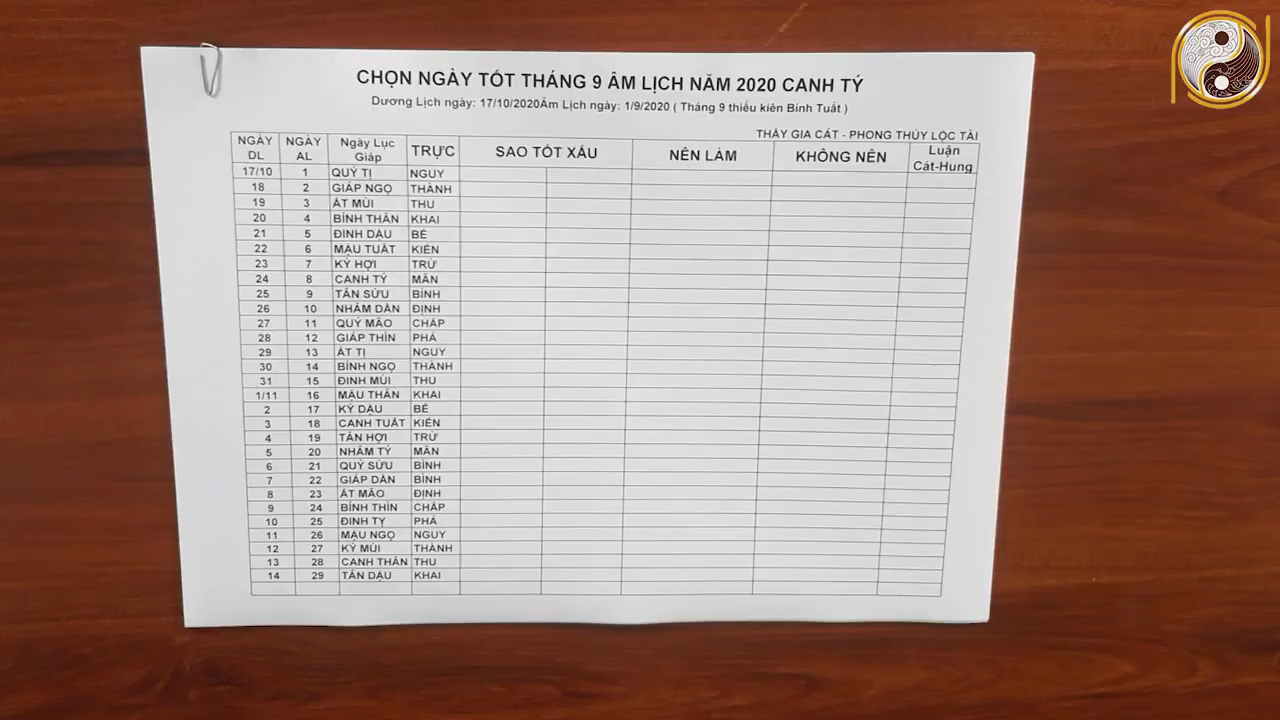 CHỌN NGÀY TỐT THÁNG 9 ÂM LỊCH NĂM 2020 CANH TÝ
Dương Lịch ngày: 17/10/2020Âm Lịch ngày: 1/9/2020 ( Tháng 9 thiếu kiên Bính Tuất )
THẦY GIA CÁT - PHONG THỦY LỘC TÀI
NGÀY DL NGÀY AL Ngày Lục Giáp TRỰC SAO TỐT XẤU NÊN LÀM KHÔNG NÊN Luận Cát-Hung
17/10 1 QUÝ TỊ NGUY
18 2 GIÁP NGỌ THÀNH
19 3 ẤT MÙI THU
20 4 BÍNH THÂN KHAI
21 5 ĐINH DẬU BẾ
22 6 MẬU TUẤT KIÊN
23 7 KỶ HỢI TRỪ
24 8 CANH TÝ MÃN
25 9 TÂN SỬU BÌNH
26 10 NHÂM DẦN ĐỊNH
27 11 QUÝ MÃO CHẤP
28 12 GIÁP THÌN PHÁ
29 13 ẤT TỊ NGUY
30 14 BÍNH NGỌ THÀNH
31 15 ĐINH MÙI THU
1/11 16 MẬU THÂN KHAI
2 17 KỶ DẬU BẾ
3 18 CANH TUẤT KIÊN
4 19 TÂN HỢI TRỪ
5 20 NHÂM TÝ MÃN
6 21 QUÝ SỬU BÌNH
7 22 GIÁP DẦN BÌNH
8 23 ẤT MÃO ĐỊNH
9 24 BÍNH THÌN CHẤP
10 25 ĐINH TỴ PHÁ
11 26 MẬU NGỌ NGUY
12 27 KỶ MÙI THÀNH
13 28 CANH THÂN THU
14 29 TÂN DẬU KHAI